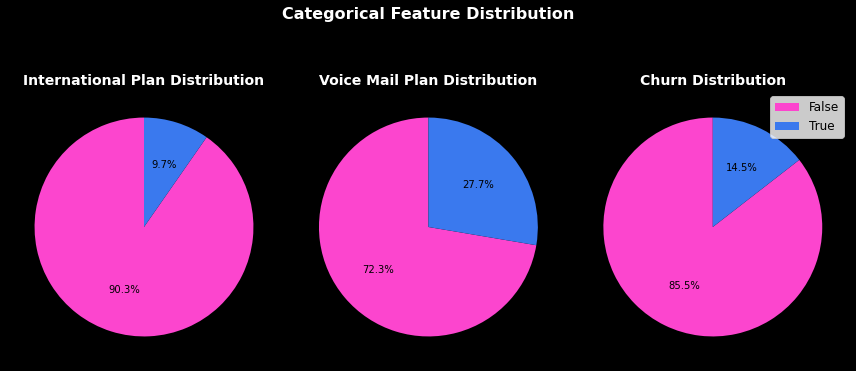 Categorical Feature Distribution
International Plan Distribution
Voice Mail Plan Distribution
Churn Distribution
False
True
9.7%
90.3%
27.7%
72.3%
14.5%
85.5%